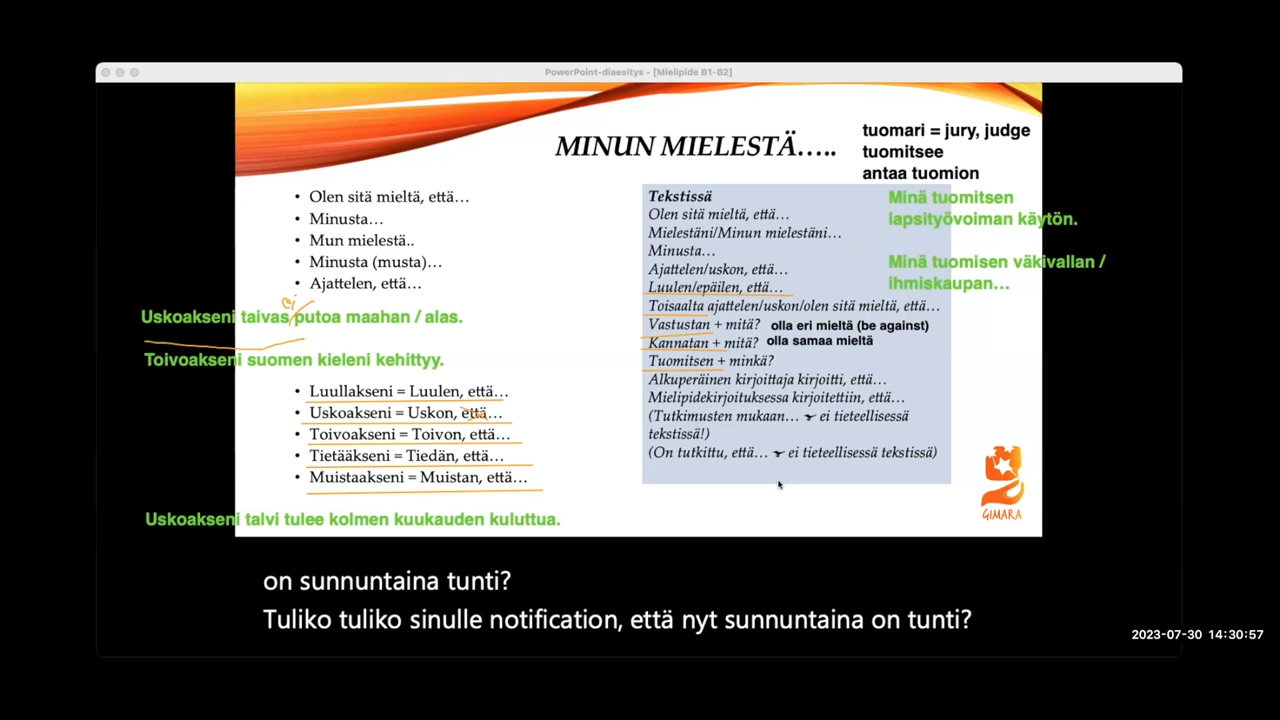 PowerPoint-diaesitys - [Mielipide B1-B2]
MINUN MIELESTÄ.....
tuomari = jury, judge
tuomitsee
antaa tuomion
• Olen sitä mieltä, että…
• Minusta…
• Mun mielestä..
• Minusta (musta)…
• Ajattelen, että…
ei
Uskoakseni taivas putoa maahan / alas.
Toivoakseni suomen kieleni kehittyy.
• Luullakseni = Luulen, että…
• Uskoakseni = Uskon, että…
• Toivoakseni = Toivon, että…
• Tietääkseni = Tiedän, että…
• Muistaakseni = Muistan, että…
Uskoakseni talvi tulee kolmen kuukauden kuluttua.
Tekstissä
Olen sitä mieltä, että…
Mielestäni/Minun mielestäni…
Minusta…
Ajattelen/uskon, että…
Luulen/epäilen, että…
Toisaalta ajattelen/uskon/olen sitä mieltä, että…
Vastustan + mitä? olla eri mieltä (be against)
Kannatan + mitä? olla samaa mieltä
Tuomitsen + minkä?
Alkuperäinen kirjoittaja kirjoitti, että…
Mielipidekirjoituksessa kirjoitettiin, että…
(Tutkimusten mukaan… ei tieteellisessä
tekstissä!)
(On tutkittu, että… ei tieteellisessä tekstissä)
Minä tuomitsen
lapsityövoiman käytön.
Minä tuomisen väkivallan /
ihmiskaupan…
GIMARA
on sunnuntaina tunti?
Tuliko tuliko sinulle notification, että nyt sunnuntaina on tunti?
2023-07-30 14:30:57